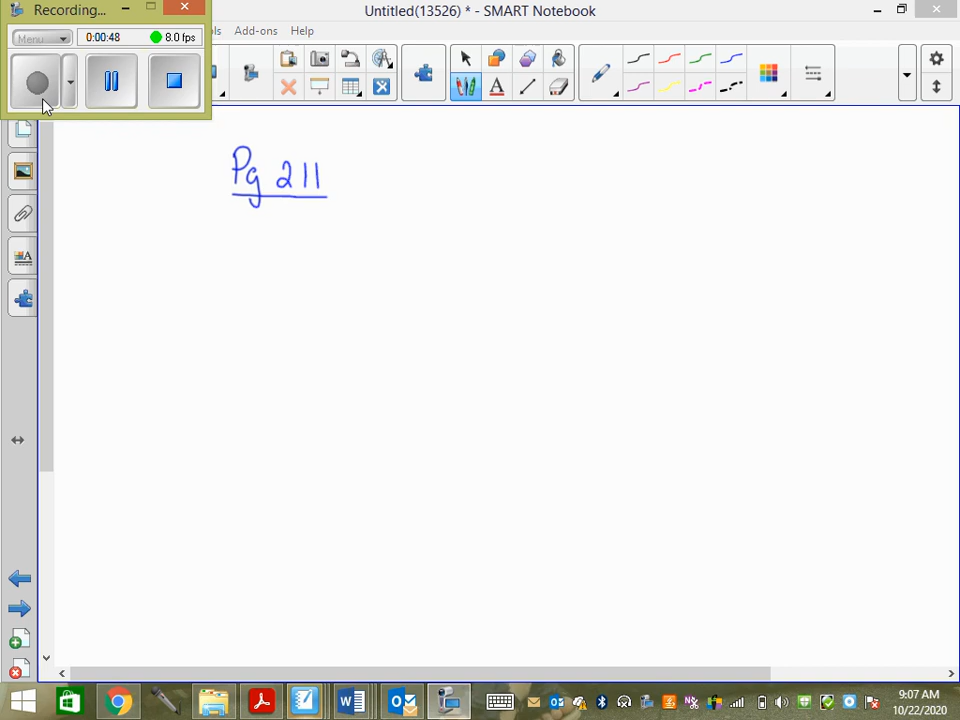 Recording...
Untitled(13526) * - SMART Notebook
Menu
0:00:48
8.0 fps
ols
Add-ons
Help
Pg 211
9:07 AM
10/22/2020